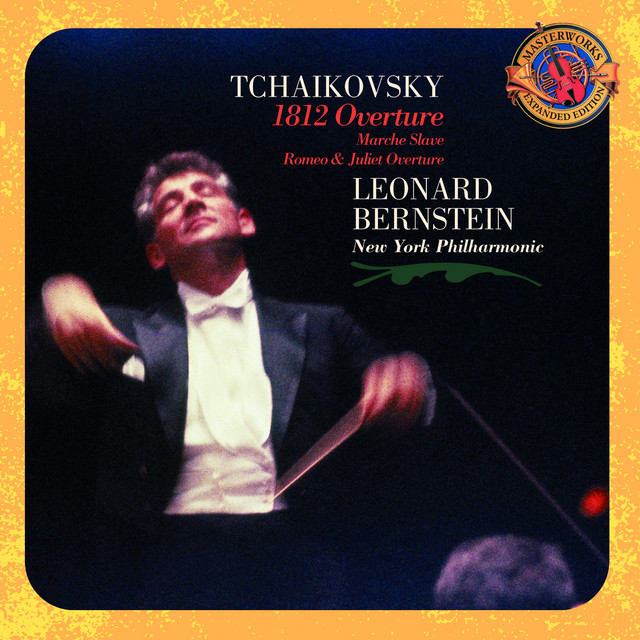 MASTERWORKS
EXPANDED EDITION
TCHAIKOVSKY
1812 Overture
Marche Slave
Romeo & Juliet Overture
LEONARD
BERNSTEIN
New York Philharmonic